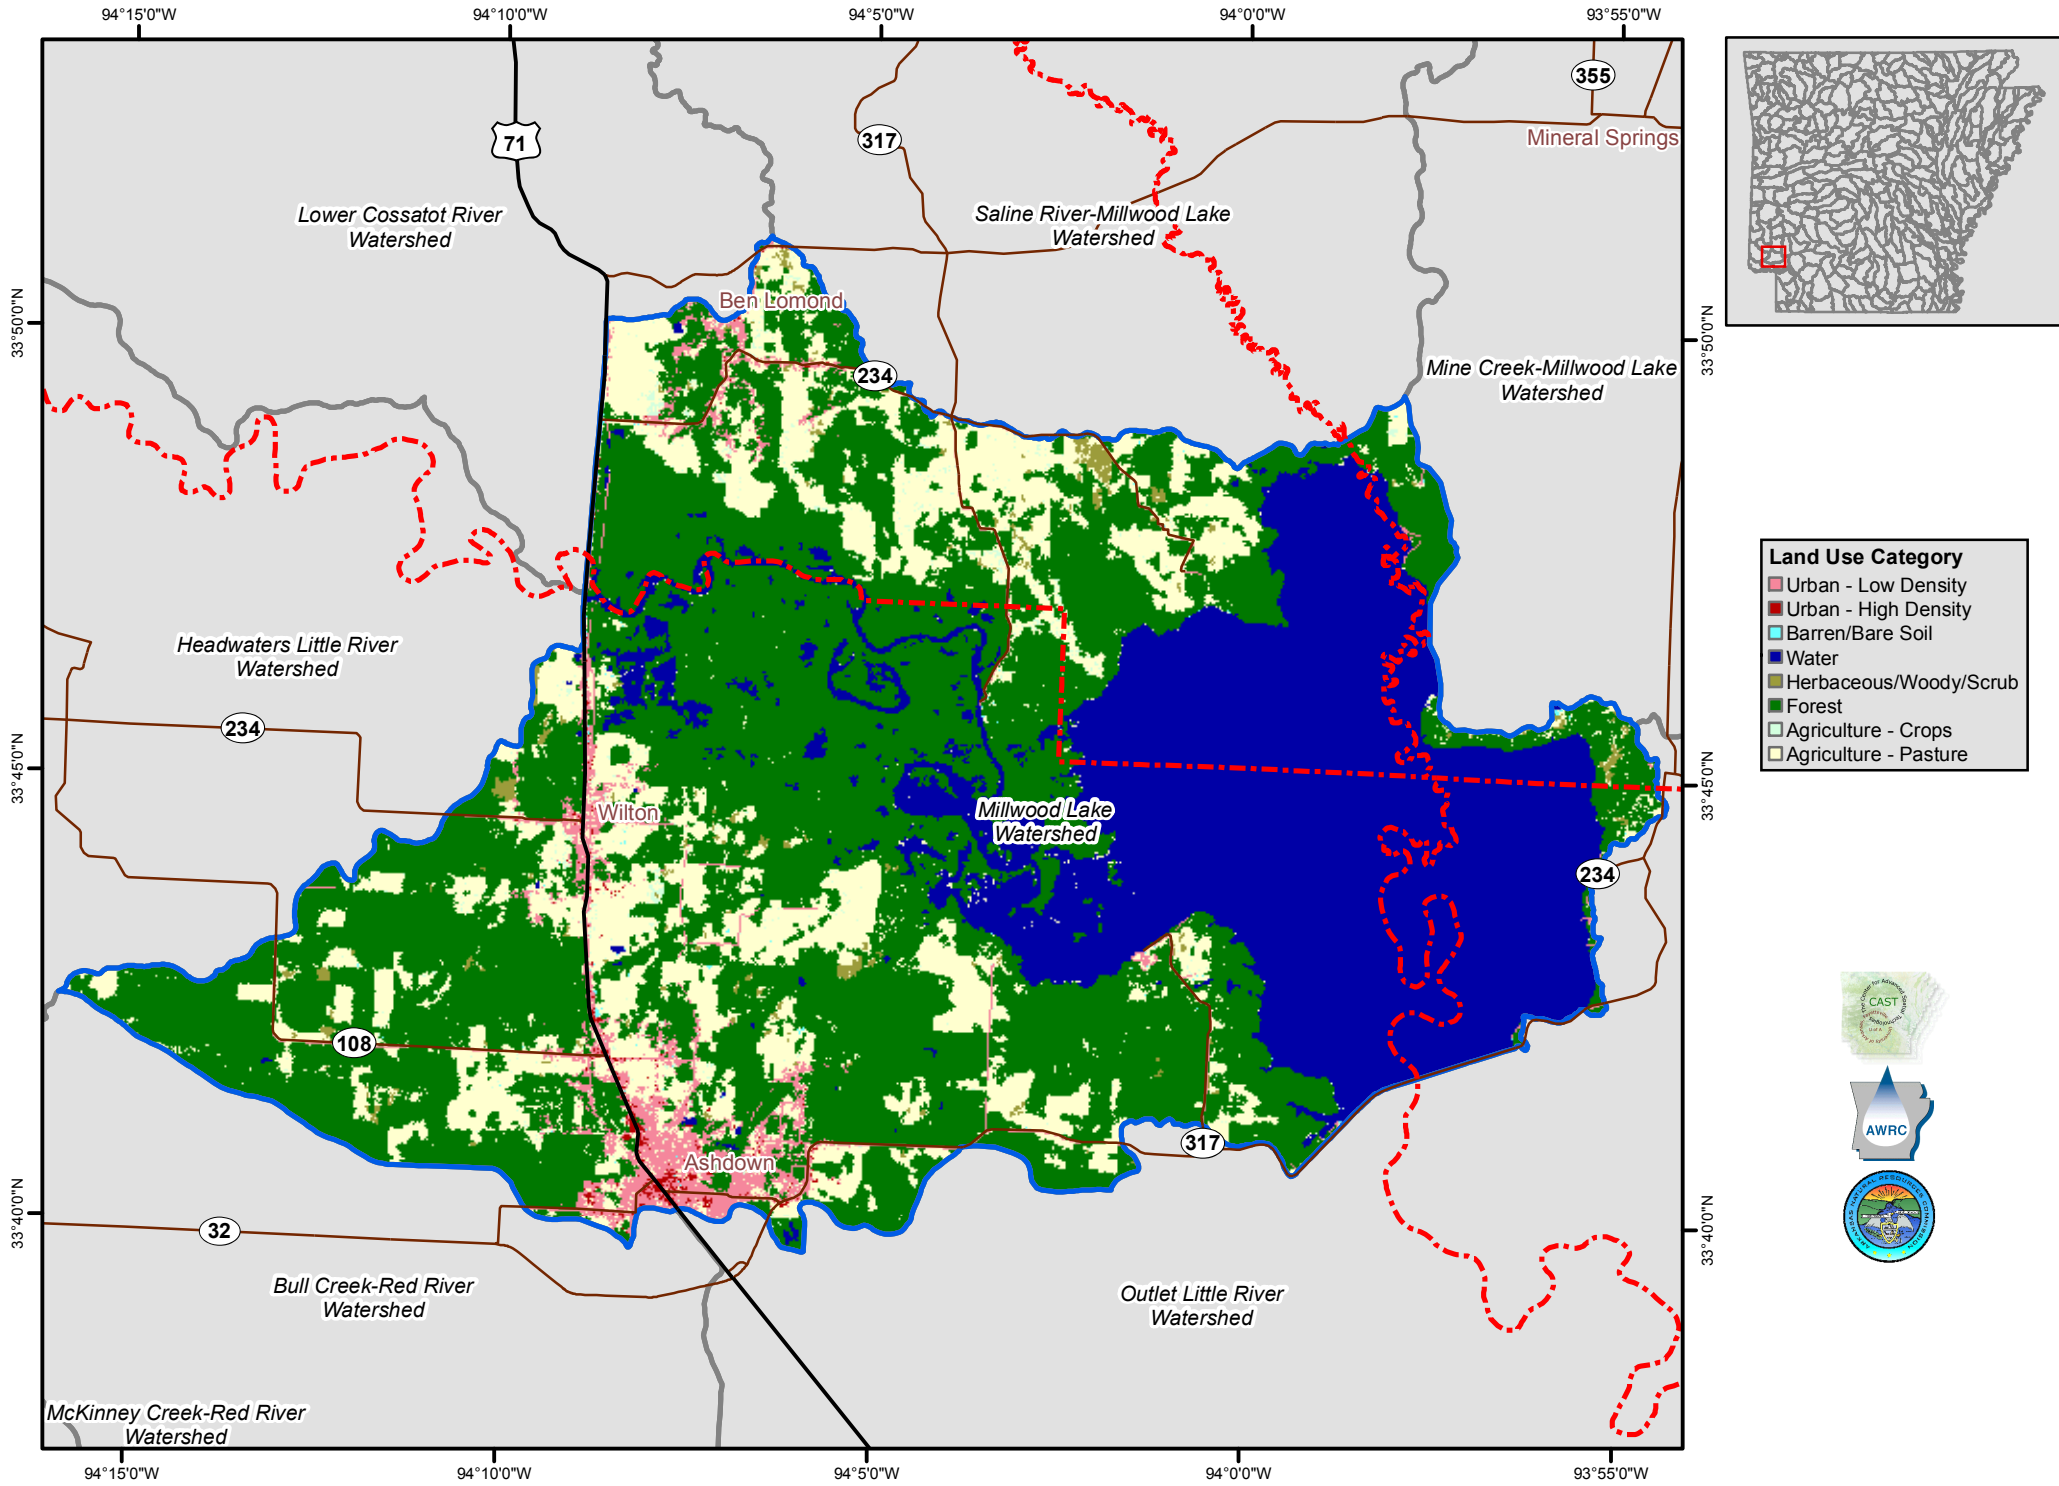 94°15'0"W
94°10'0"W
94°5'0"W
94°0'0"W
93°55'0"W
355
71
317
Mineral Springs
Lower Cossatot River
Watershed
Saline River-Millwood Lake
Watershed
Ben Lomond
33°50'0"N
33°50'0"N
234
Mine Creek-Millwood Lake
Watershed
Land Use Category
Urban - Low Density
Urban - High Density
Barren/Bare Soil
Water
Herbaceous/Woody/Scrub
Forest
Agriculture - Crops
Agriculture - Pasture
Headwaters Little River
Watershed
234
33°45'0"N
33°45'0"N
Wilton
Millwood Lake
Watershed
234
CAST
108
AWRC
317
Ashdown
33°40'0"N
33°40'0"N
32
ARKANSAS NATURAL RESOURCES COMMISSION
Bull Creek-Red River
Watershed
Outlet Little River
Watershed
McKinney Creek-Red River
Watershed
94°15'0"W
94°10'0"W
94°5'0"W
94°0'0"W
93°55'0"W